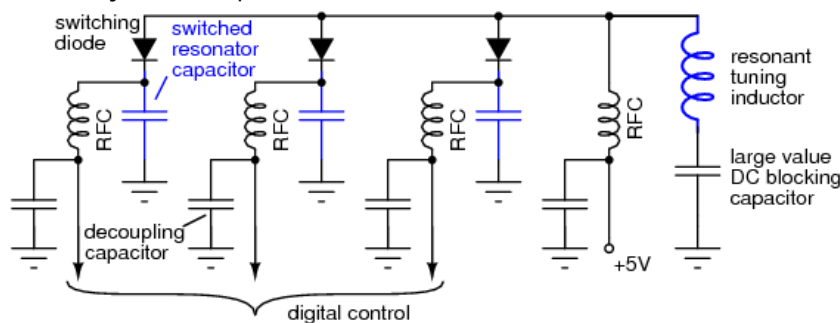 switching
diode
switched
resonator
capacitor
resonant
tuning
inductor
RFC
RFC
RFC
RFC
large value
DC blocking
capacitor
decoupling
capacitor
+5V
digital control